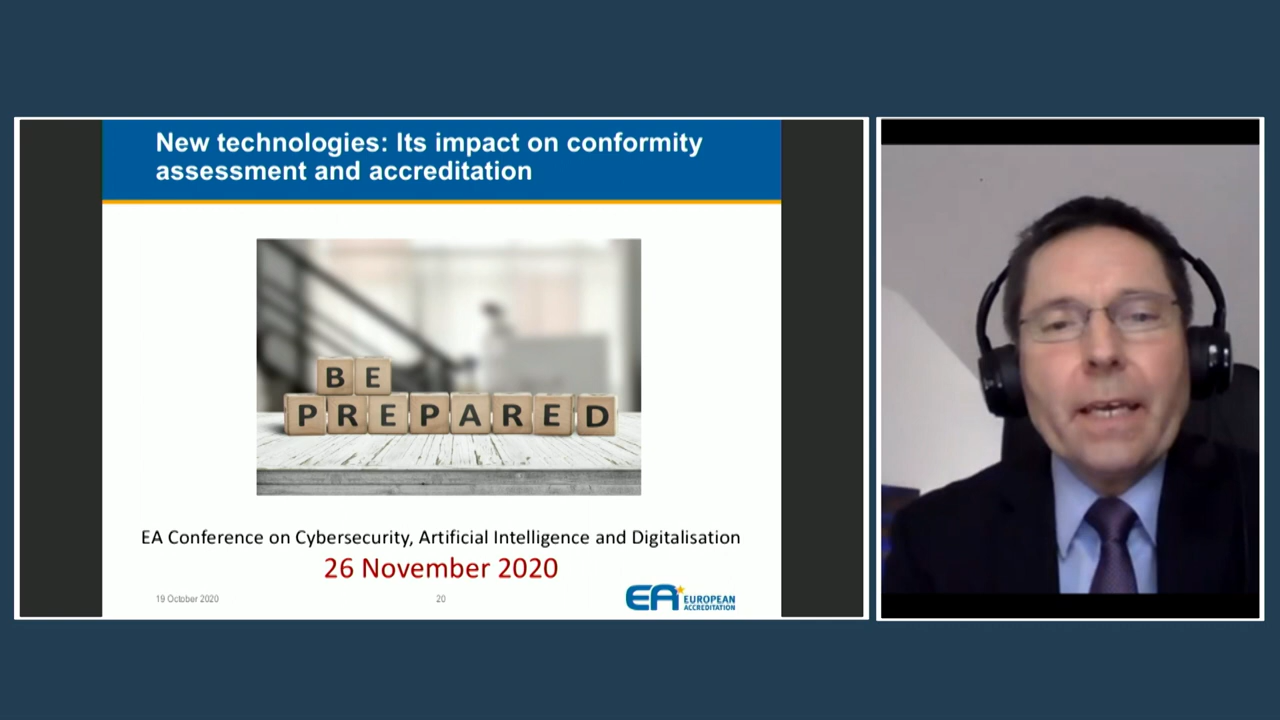 New technologies: Its impact on conformity
assessment and accreditation
BE
PREPARED
EA Conference on Cybersecurity, Artificial Intelligence and Digitalisation
26 November 2020
19 October 2020
20
EA EUROPEAN
ACCREDITATION